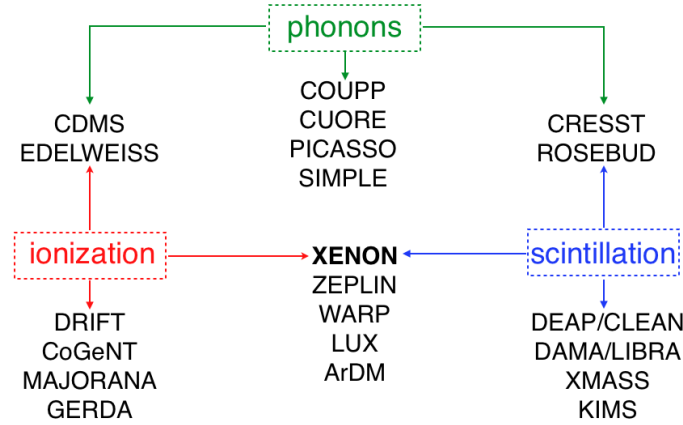 phonons
COUPP
CUORE
PICASSO
SIMPLE
CDMS
EDELWEISS
CRESST
ROSEBUD
ionization
XENON
ZEPLIN
WARP
LUX
ArDM
scintillation
DRIFT
CoGeNT
MAJORANA
GERDA
DEAP/CLEAN
DAMA/LIBRA
XMASS
KIMS